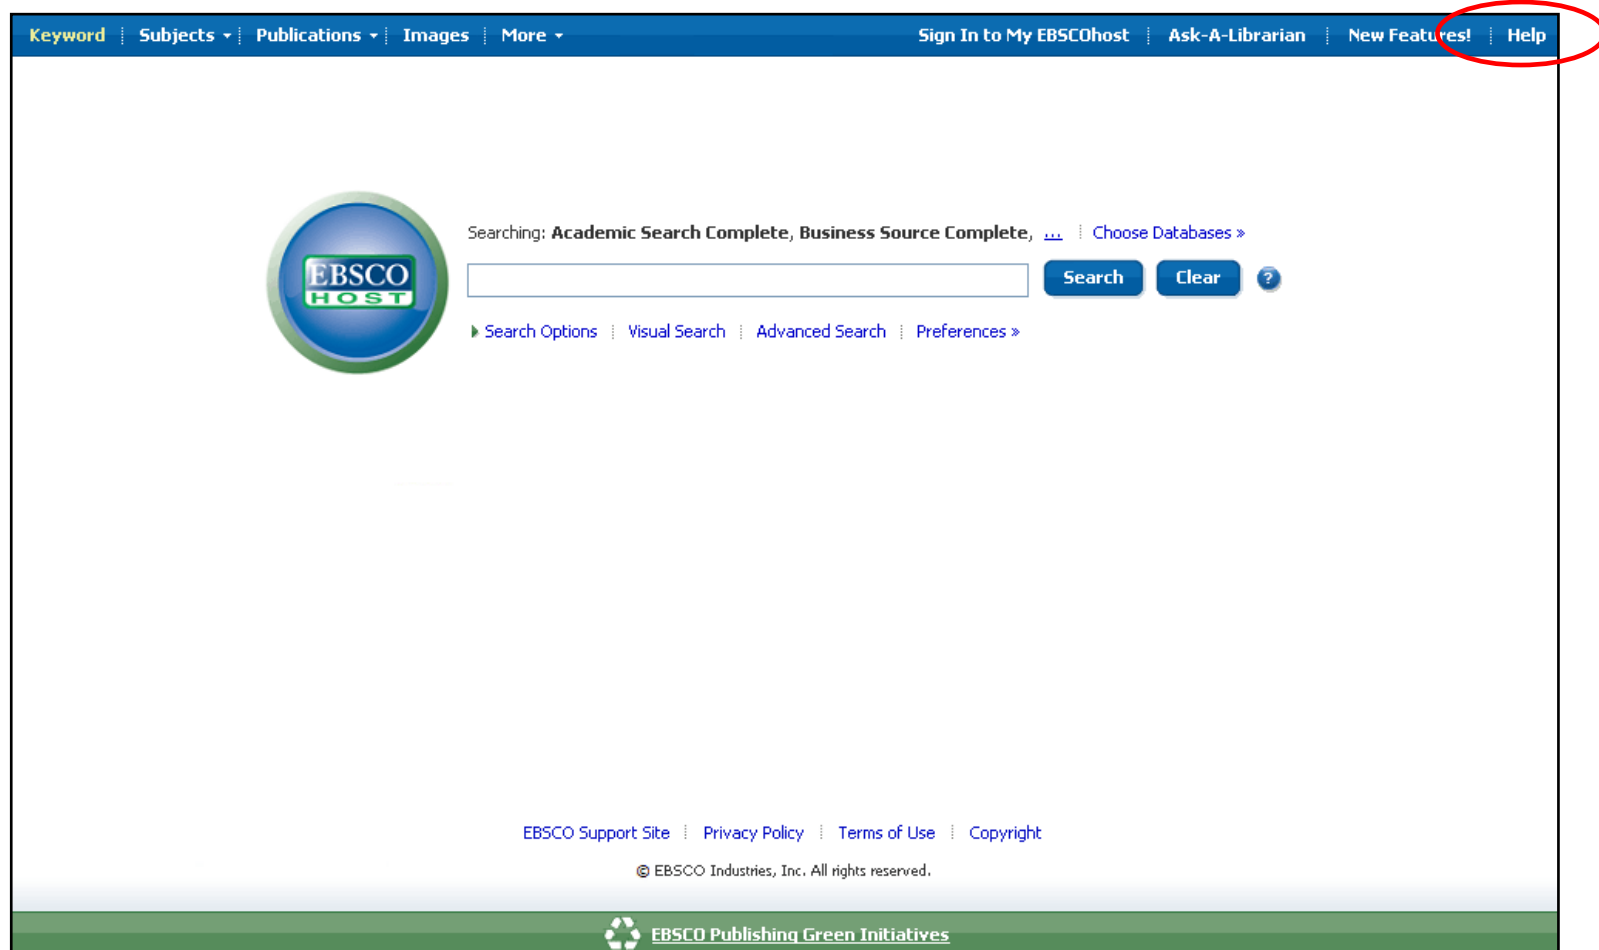 Keyword Subjects Publications Images More Sign In to My EBSCOhost Ask-A-Librarian New Features! Help
Searching: Academic Search Complete, Business Source Complete, ... Choose Databases »
EBSCO
HOST
Search Clear ?
Search Options Visual Search Advanced Search Preferences »
EBSCO Support Site Privacy Policy Terms of Use Copyright
© EBSCO Industries, Inc. All rights reserved.
EBSCO Publishing Green Initiatives